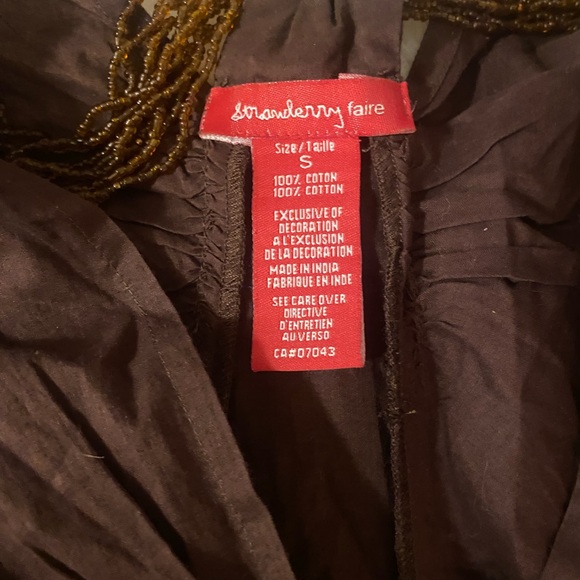 strawberry faire
Size/Taille
S
100% COTON
100% COTTON
EXCLUSIVE OF
DECORATION
A L'EXCLUSION
DE LA DECORATION
MADE IN INDIA
FABRIQUE EN INDE
SEE CARE OVER
DIRECTIVE
D'ENTRETIEN
AU VERSO
CA#07043